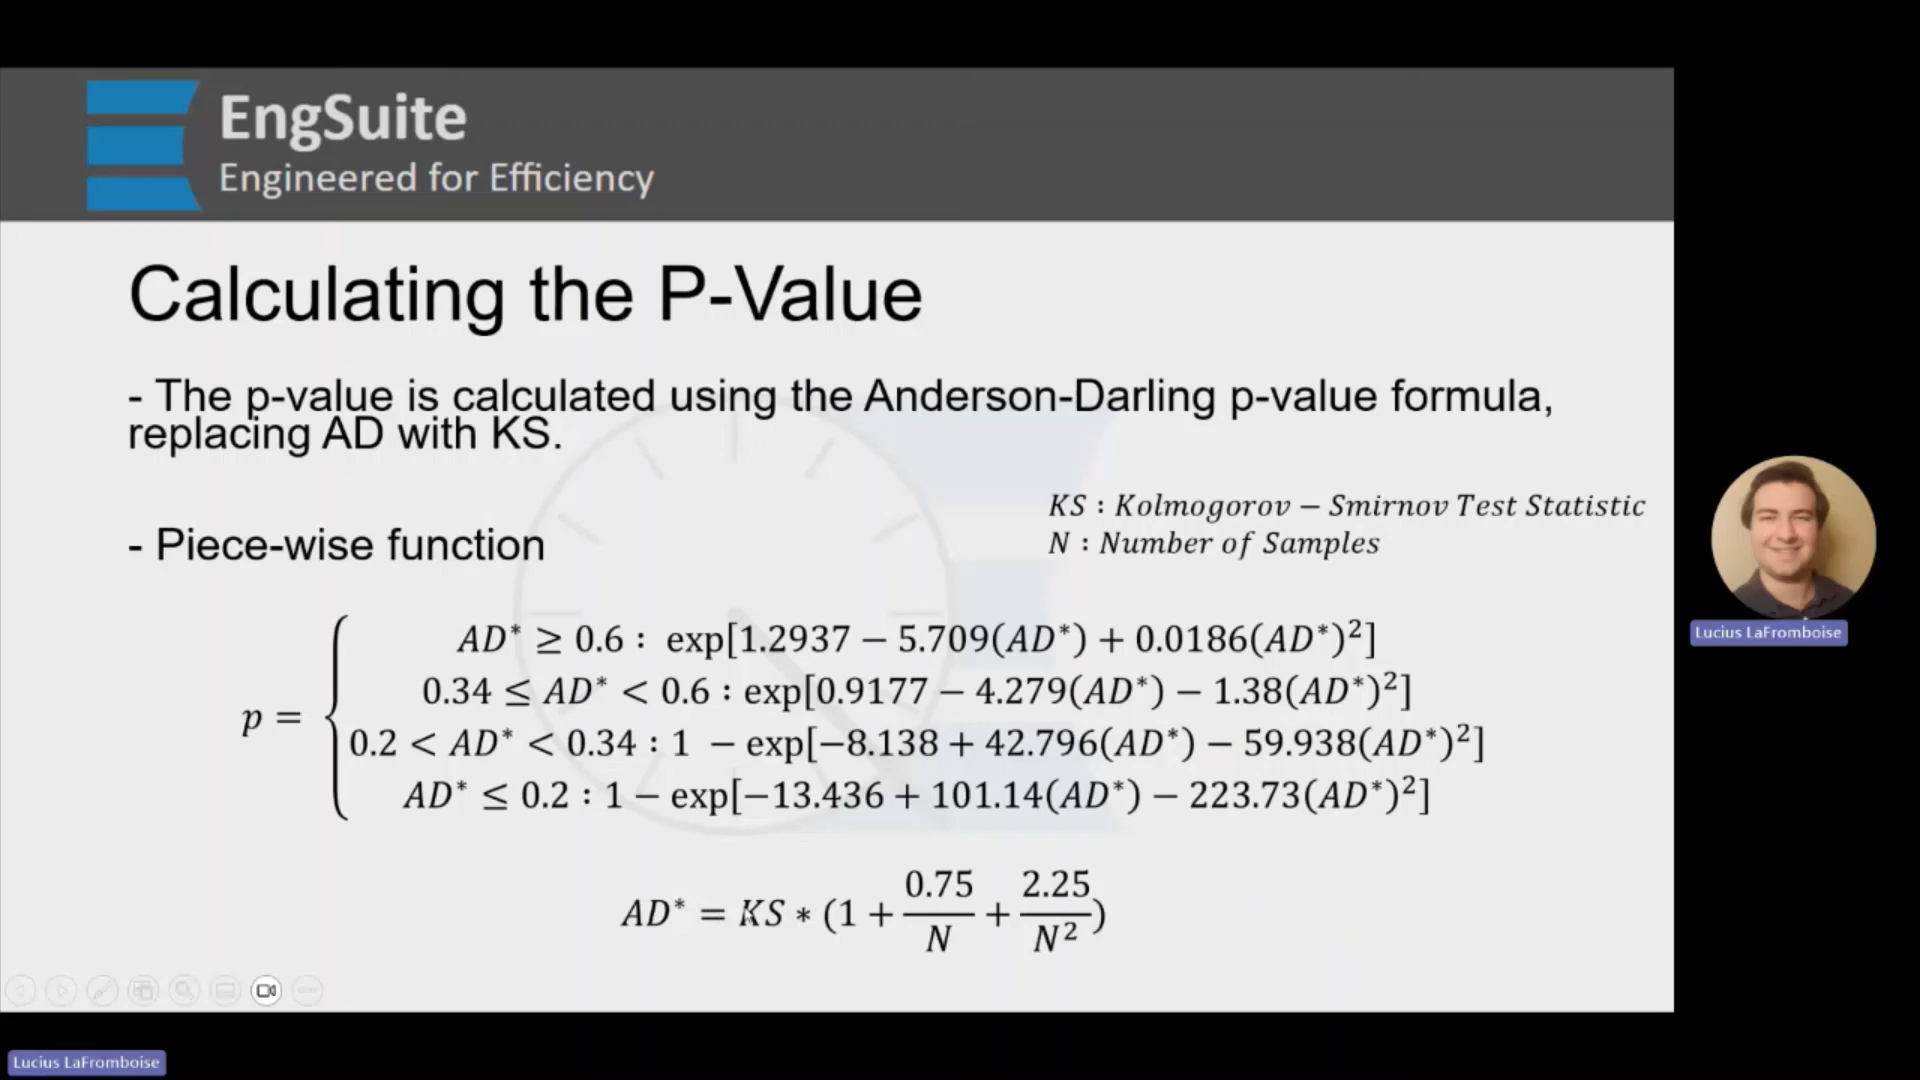 EngSuite
Engineered for Efficiency
Calculating the P-Value
- The p-value is calculated using the Anderson-Darling p-value formula,
replacing AD with KS.
KS : Kolmogorov − Smirnov Test Statistic
N : Number of Samples
- Piece-wise function
p = { AD* ≥ 0.6 : exp[1.2937 − 5.709(AD*) + 0.0186(AD*)²]
0.34 ≤ AD* < 0.6 : exp[0.9177 − 4.279(AD*) − 1.38(AD*)²]
0.2 < AD* < 0.34 : 1 − exp[−8.138 + 42.796(AD*) − 59.938(AD*)²]
AD* ≤ 0.2 : 1 − exp[−13.436 + 101.14(AD*) − 223.73(AD*)²]
AD* = KS * (1 + 0.75/N + 2.25/N²)
Lucius LaFromboise
Lucius LaFromboise